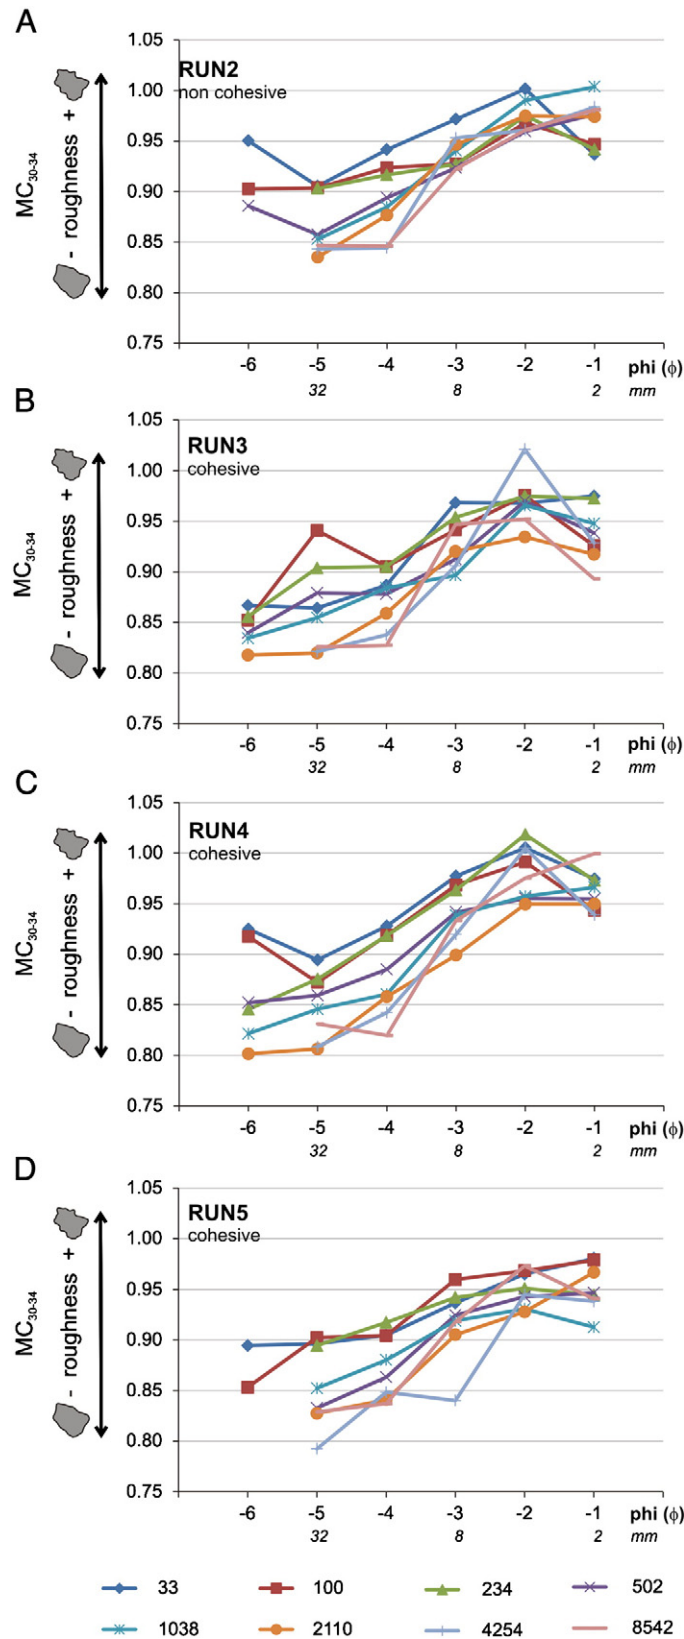 A
1.05
1.00
0.95
0.90
0.85
0.80
0.75
MC30-34
- roughness +
RUN2
non cohesive
-6 -5 -4 -3 -2 -1 phi (ϕ)
32 8 2 mm
B
1.05
1.00
0.95
0.90
0.85
0.80
0.75
MC30-34
- roughness +
RUN3
cohesive
-6 -5 -4 -3 -2 -1 phi (ϕ)
32 8 2 mm
C
1.05
1.00
0.95
0.90
0.85
0.80
0.75
MC30-34
- roughness +
RUN4
cohesive
-6 -5 -4 -3 -2 -1 phi (ϕ)
32 8 2 mm
D
1.05
1.00
0.95
0.90
0.85
0.80
0.75
MC30-34
- roughness +
RUN5
cohesive
-6 -5 -4 -3 -2 -1 phi (ϕ)
32 8 2 mm
33 100 234 502
1038 2110 4254 8542